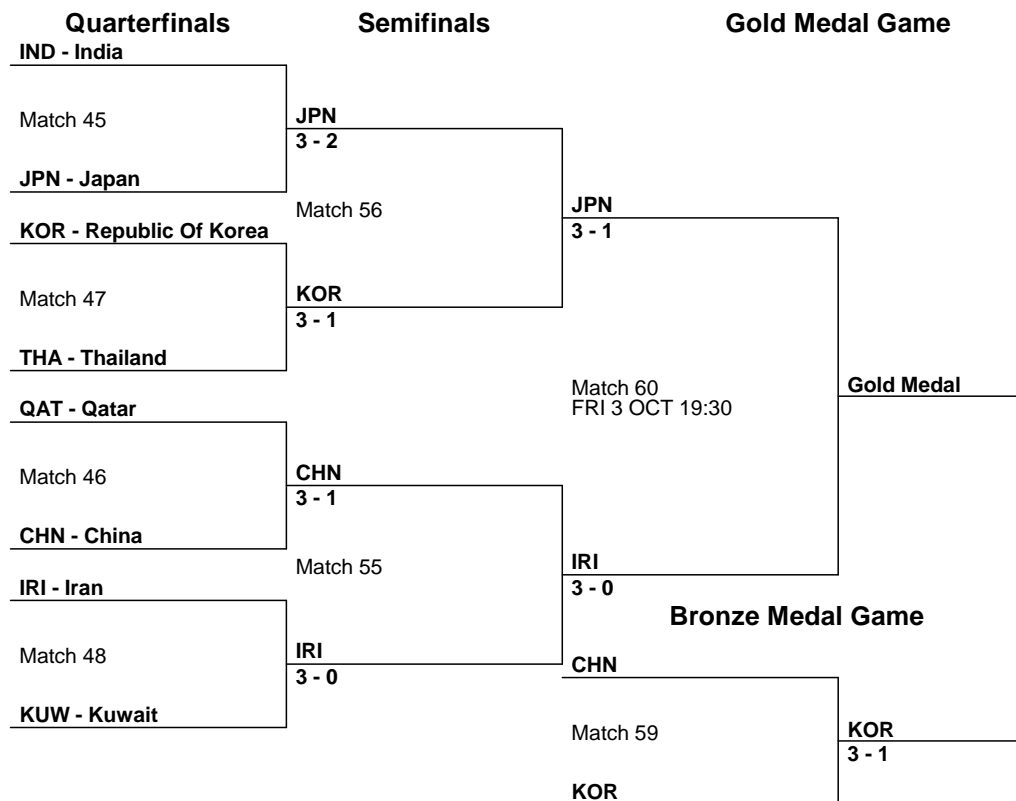 Quarterfinals
Semifinals
Gold Medal Game
IND - India
Match 45
JPN - Japan
JPN
3 - 2
Match 56
KOR - Republic Of Korea
Match 47
THA - Thailand
KOR
3 - 1
JPN
3 - 1
Match 60
FRI 3 OCT 19:30
Gold Medal
QAT - Qatar
Match 46
CHN - China
CHN
3 - 1
Match 55
IRI - Iran
Match 48
KUW - Kuwait
IRI
3 - 0
IRI
3 - 0
Bronze Medal Game
CHN
Match 59
KOR
KOR
3 - 1